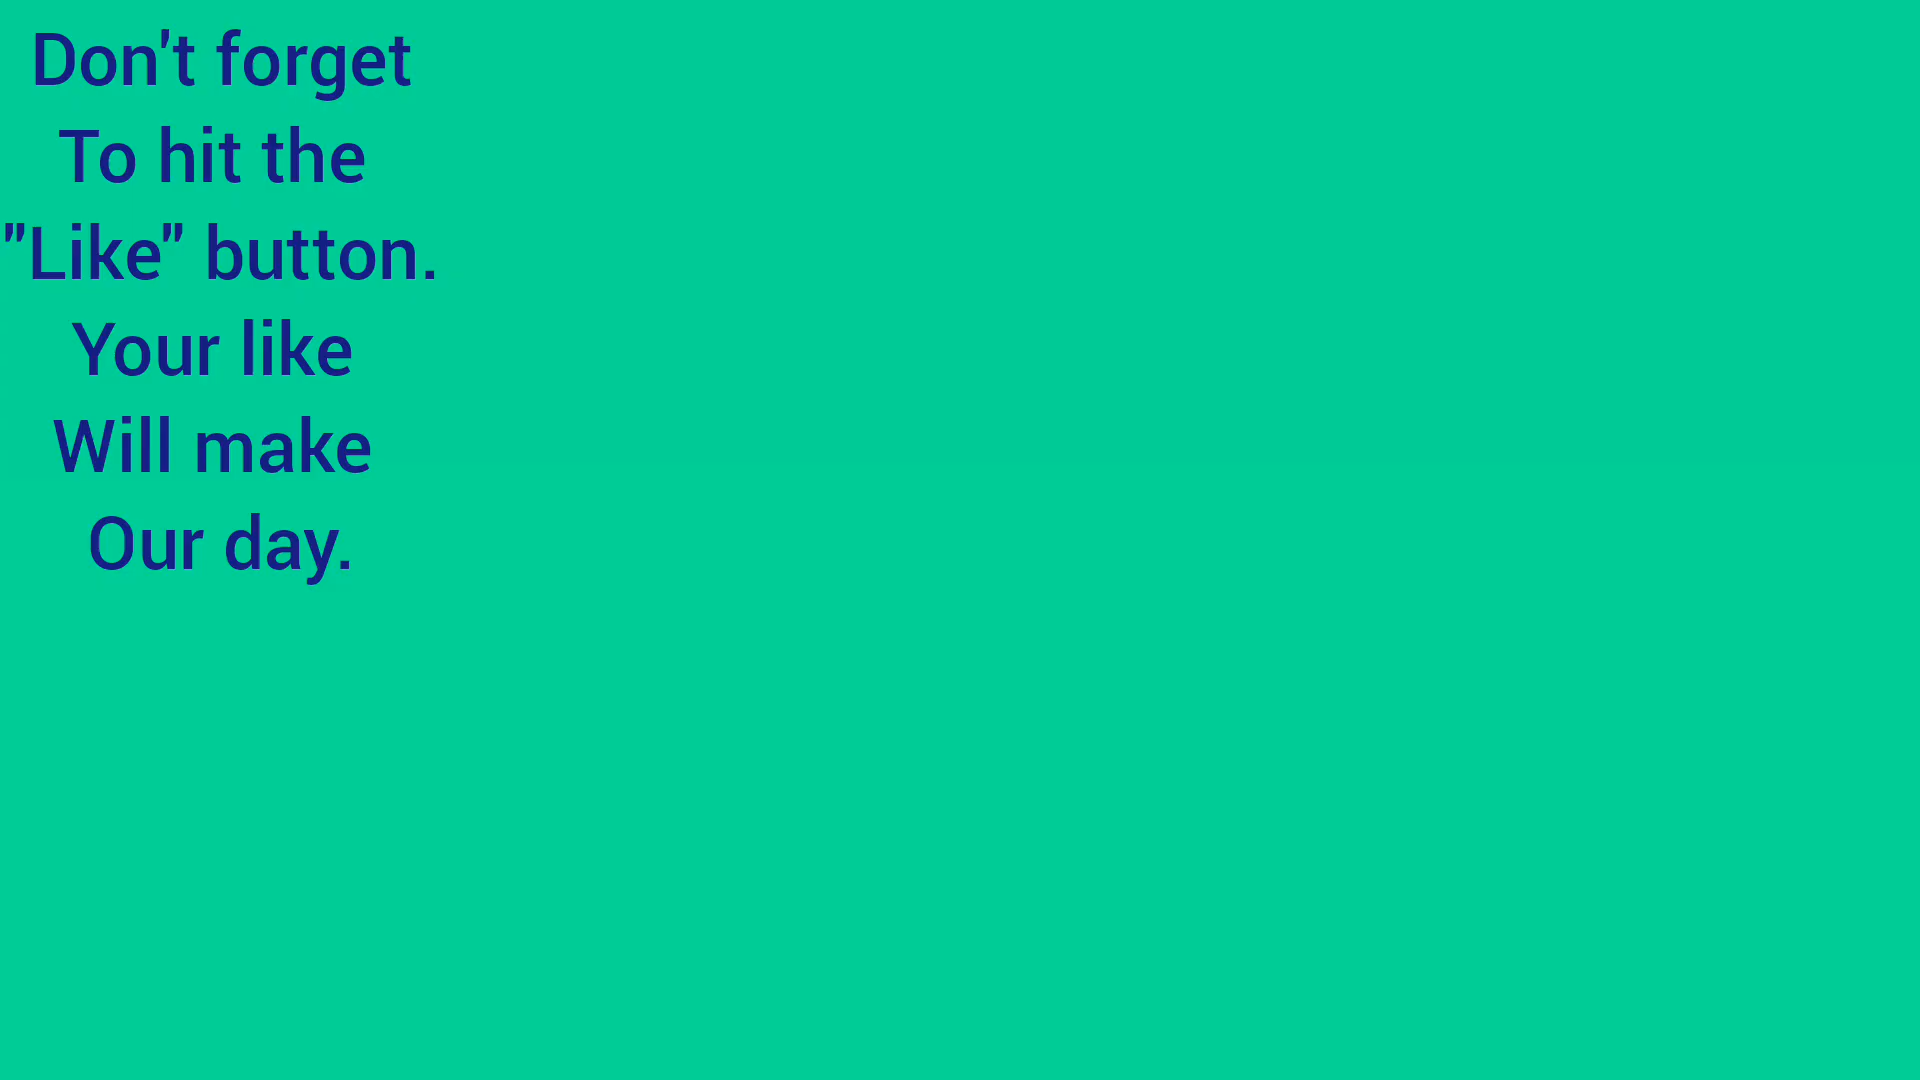 Don't forget
To hit the
"Like" button.
Your like
Will make
Our day.